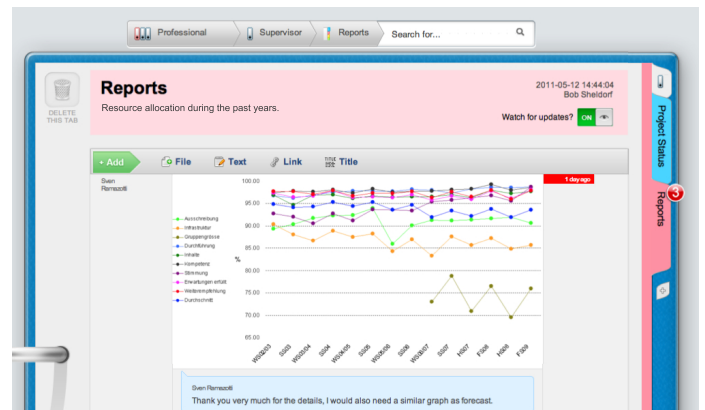 Professional
Supervisor
Reports
Search for...
DELETE
THIS TAB
Reports
Resource allocation during the past years.
2011-05-12 14:44:04
Bob Sheldorf
Watch for updates? ON
Project Status
Reports
3
+ Add
File
Text
Link
TITLE
Title
Sven
Ramazotti
1 day ago
100.00
95.00
90.00
85.00
80.00
75.00
70.00
65.00
%
Ausschreibung
Infrastruktur
Gruppengrösse
Durchführung
Inhalte
Kompetenz
Stimmung
Erwartungen erfüllt
Weiterempfehlung
Durchschnitt
WS02/03
SS03
WS03/04
SS04
WS04/05
SS05
WS05/06
SS06
WS06/07
SS07
HS07
FS08
HS08
FS09
Sven Ramazotti
Thank you very much for the details, I would also need a similar graph as forecast.